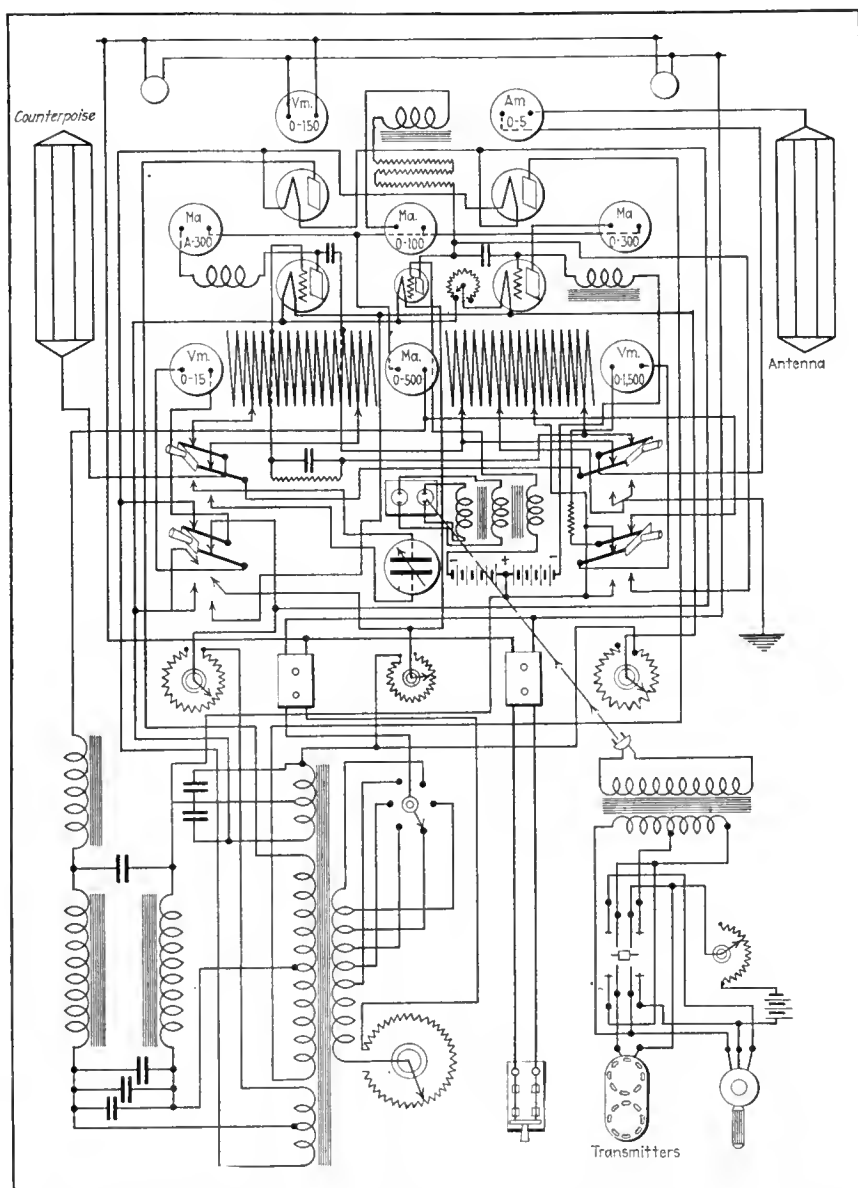 Counterpoise
Vm.
0-150
Am
0-5
Ma
A-300
Ma.
0-100
Ma
0-300
Antenna
Vm.
0-15
Ma.
0-500
Vm.
0-1,500
- + -
Transmitters